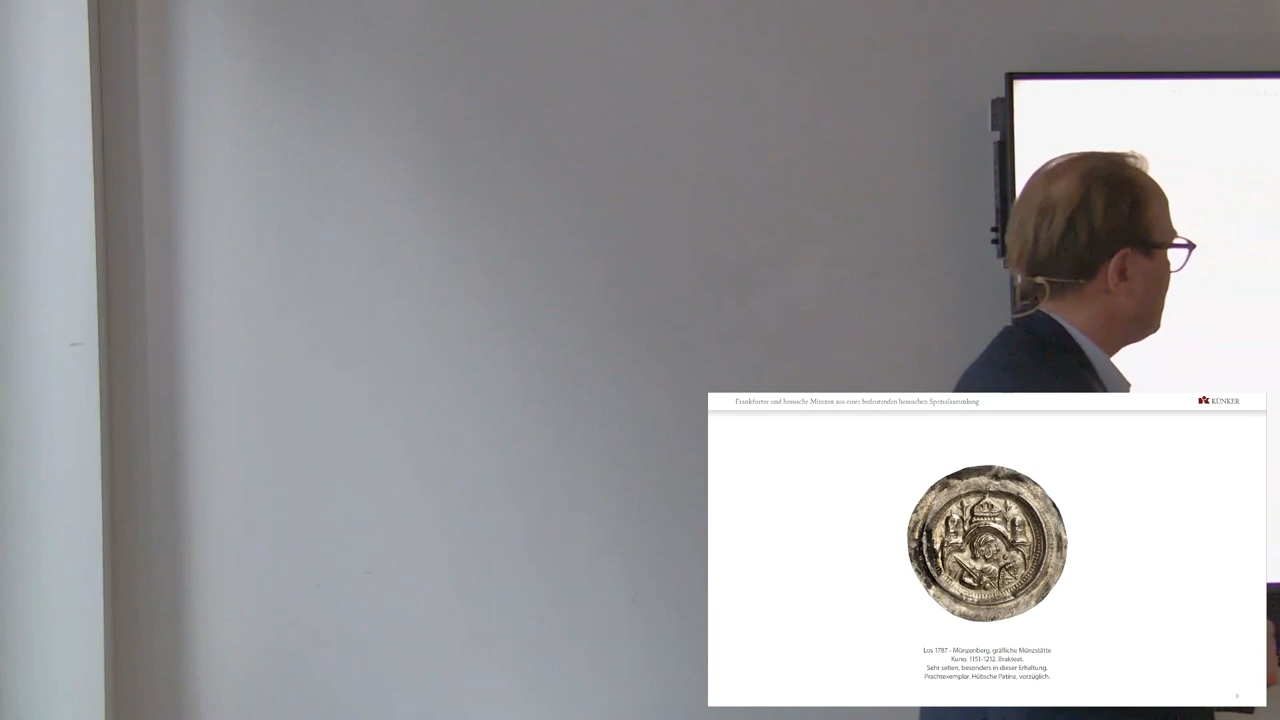 Frankfurter und hessische Münzen aus einer bedeutenden hessischen Spezialsammlung
KÜNKER
Los 1787 - Münzenberg, gräfliche Münzstätte
Kuno, 1151-1212. Brakteat.
Sehr selten, besonders in dieser Erhaltung.
Prachtexemplar. Hübsche Patina, vorzüglich.